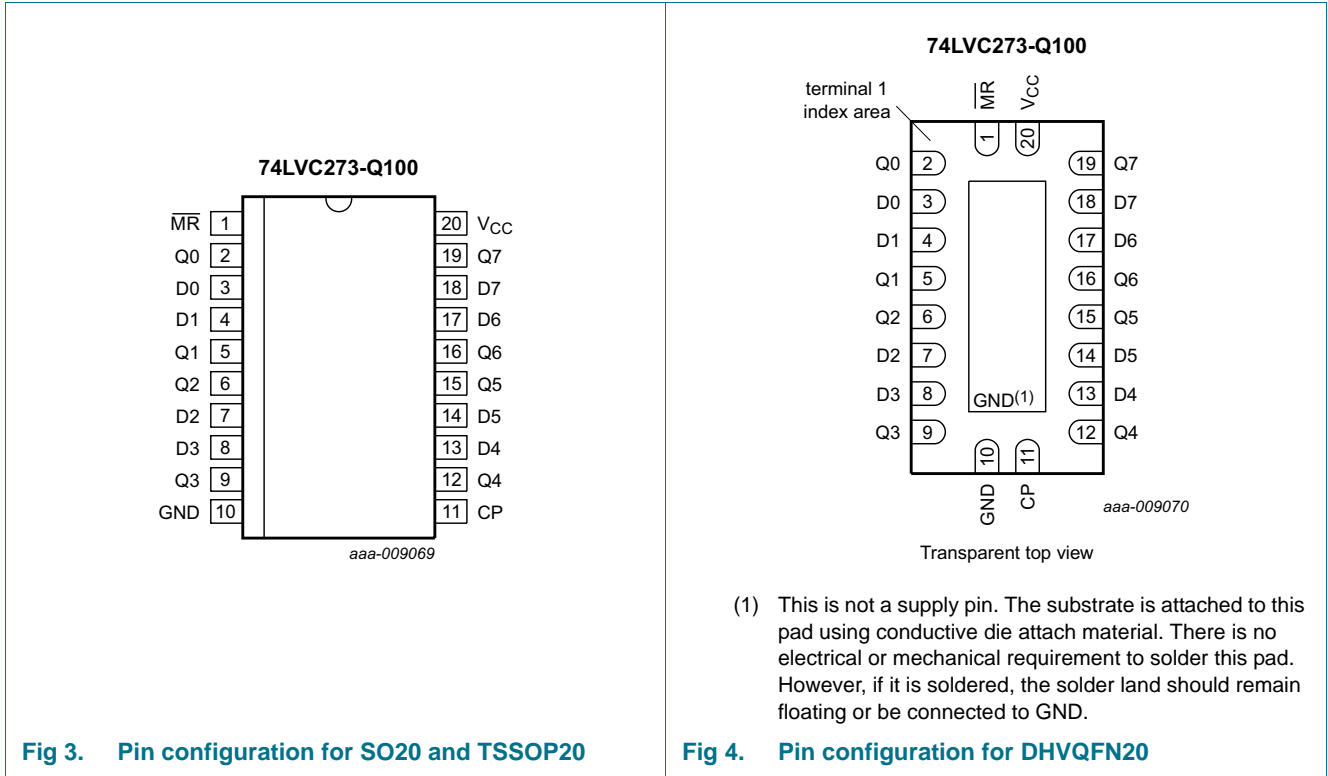 74LVC273-Q100
MR 1
Q0 2
D0 3
D1 4
Q1 5
Q2 6
D2 7
D3 8
Q3 9
GND 10
20 VCC
19 Q7
18 D7
17 D6
16 Q6
15 Q5
14 D5
13 D4
12 Q4
11 CP
aaa-009069
Fig 3. Pin configuration for SO20 and TSSOP20
74LVC273-Q100
terminal 1
index area
MR
VCC
1
20
Q0 2
D0 3
D1 4
Q1 5
Q2 6
D2 7
D3 8
Q3 9
19 Q7
18 D7
17 D6
16 Q6
15 Q5
14 D5
13 D4
12 Q4
GND(1)
10
11
GND
CP
aaa-009070
Transparent top view
(1) This is not a supply pin. The substrate is attached to this
pad using conductive die attach material. There is no
electrical or mechanical requirement to solder this pad.
However, if it is soldered, the solder land should remain
floating or be connected to GND.
Fig 4. Pin configuration for DHVQFN20